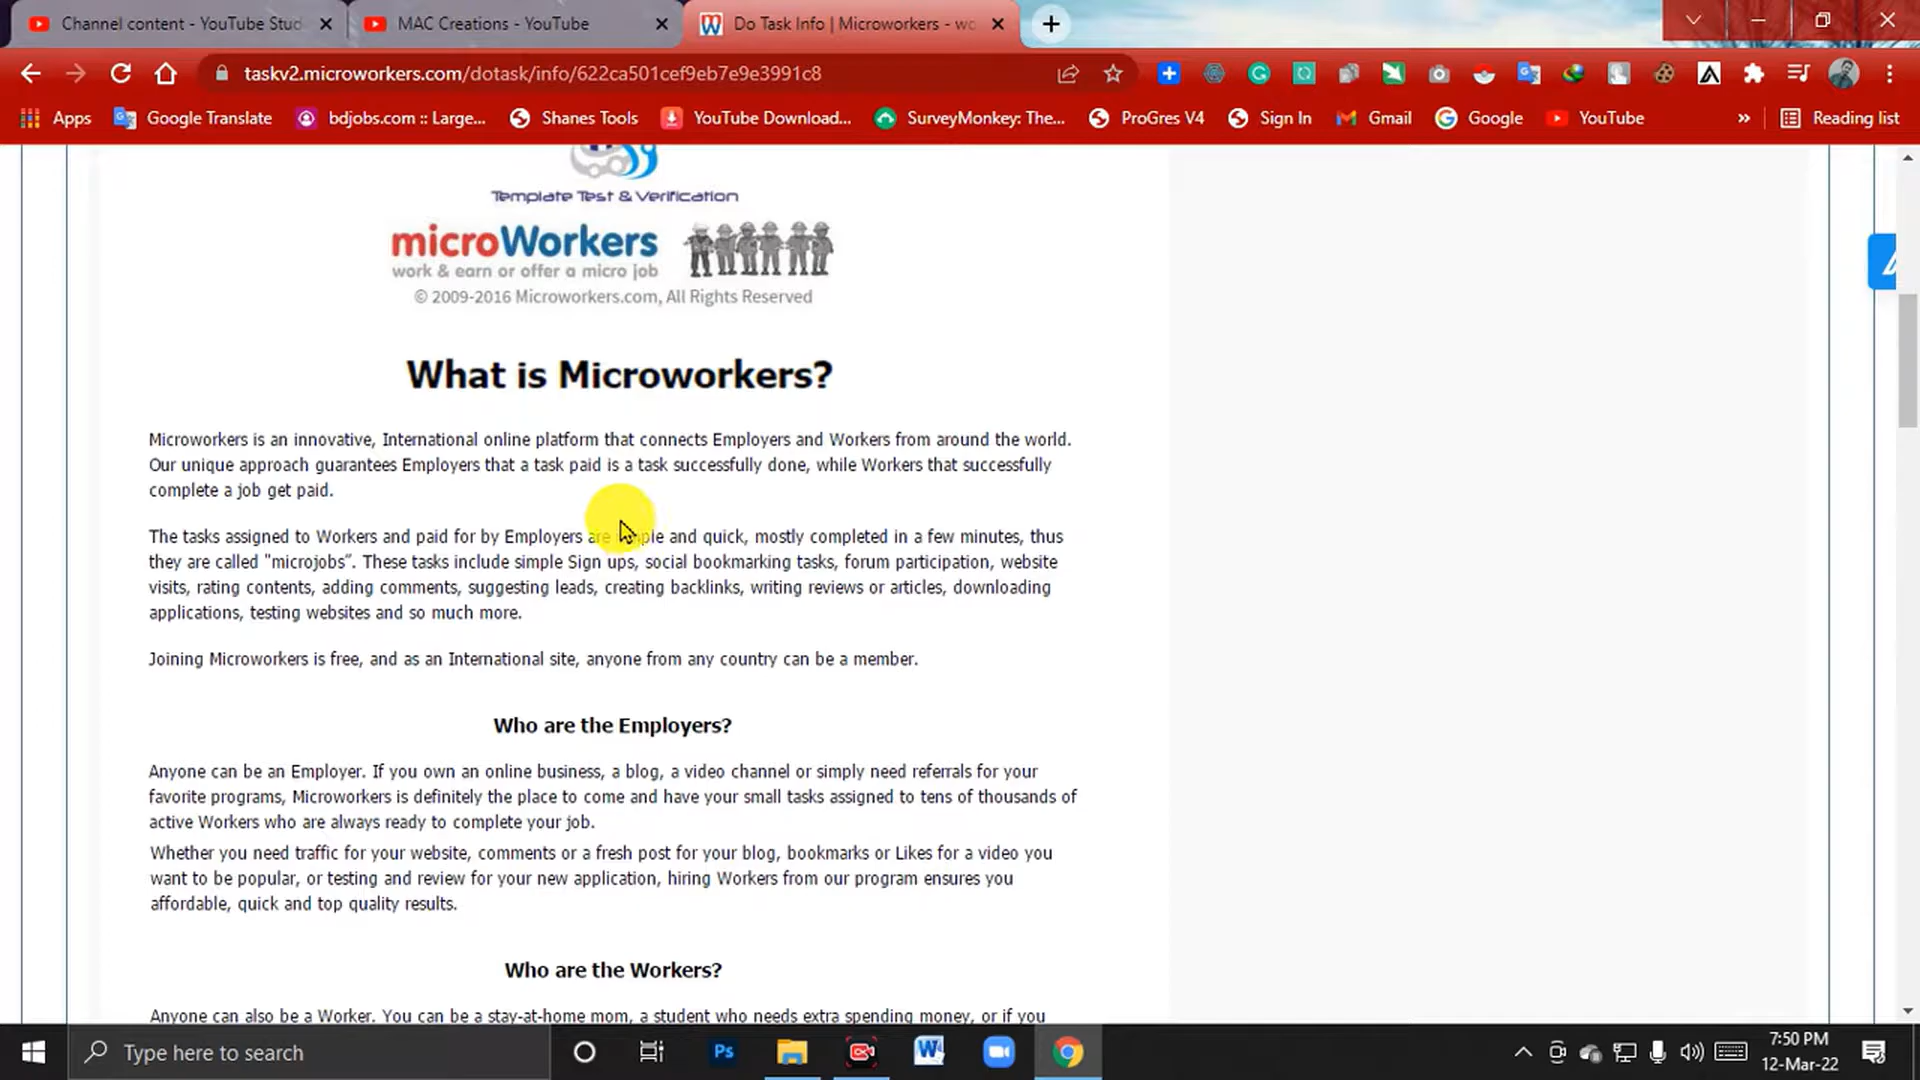 Channel content - YouTube Stud
MAC Creations - YouTube
Do Task Info | Microworkers - wo
taskv2.microworkers.com/dotask/info/622ca501cef9eb7e9e3991c8
Apps
Google Translate
bdjobs.com :: Large...
Shanes Tools
YouTube Download...
SurveyMonkey: The...
ProGres V4
Sign In
Gmail
Google
YouTube
»
Reading list
Template Test & Verification
microWorkers
work & earn or offer a micro job
© 2009-2016 Microworkers.com, All Rights Reserved
What is Microworkers?
Microworkers is an innovative, International online platform that connects Employers and Workers from around the world.
Our unique approach guarantees Employers that a task paid is a task successfully done, while Workers that successfully
complete a job get paid.
The tasks assigned to Workers and paid for by Employers are simple and quick, mostly completed in a few minutes, thus
they are called "microjobs". These tasks include simple Sign ups, social bookmarking tasks, forum participation, website
visits, rating contents, adding comments, suggesting leads, creating backlinks, writing reviews or articles, downloading
applications, testing websites and so much more.
Joining Microworkers is free, and as an International site, anyone from any country can be a member.
Who are the Employers?
Anyone can be an Employer. If you own an online business, a blog, a video channel or simply need referrals for your
favorite programs, Microworkers is definitely the place to come and have your small tasks assigned to tens of thousands of
active Workers who are always ready to complete your job.
Whether you need traffic for your website, comments or a fresh post for your blog, bookmarks or Likes for a video you
want to be popular, or testing and review for your new application, hiring Workers from our program ensures you
affordable, quick and top quality results.
Who are the Workers?
Anyone can also be a Worker. You can be a stay-at-home mom, a student who needs extra spending money, or if you
Type here to search
Ps
W
7:50 PM
12-Mar-22